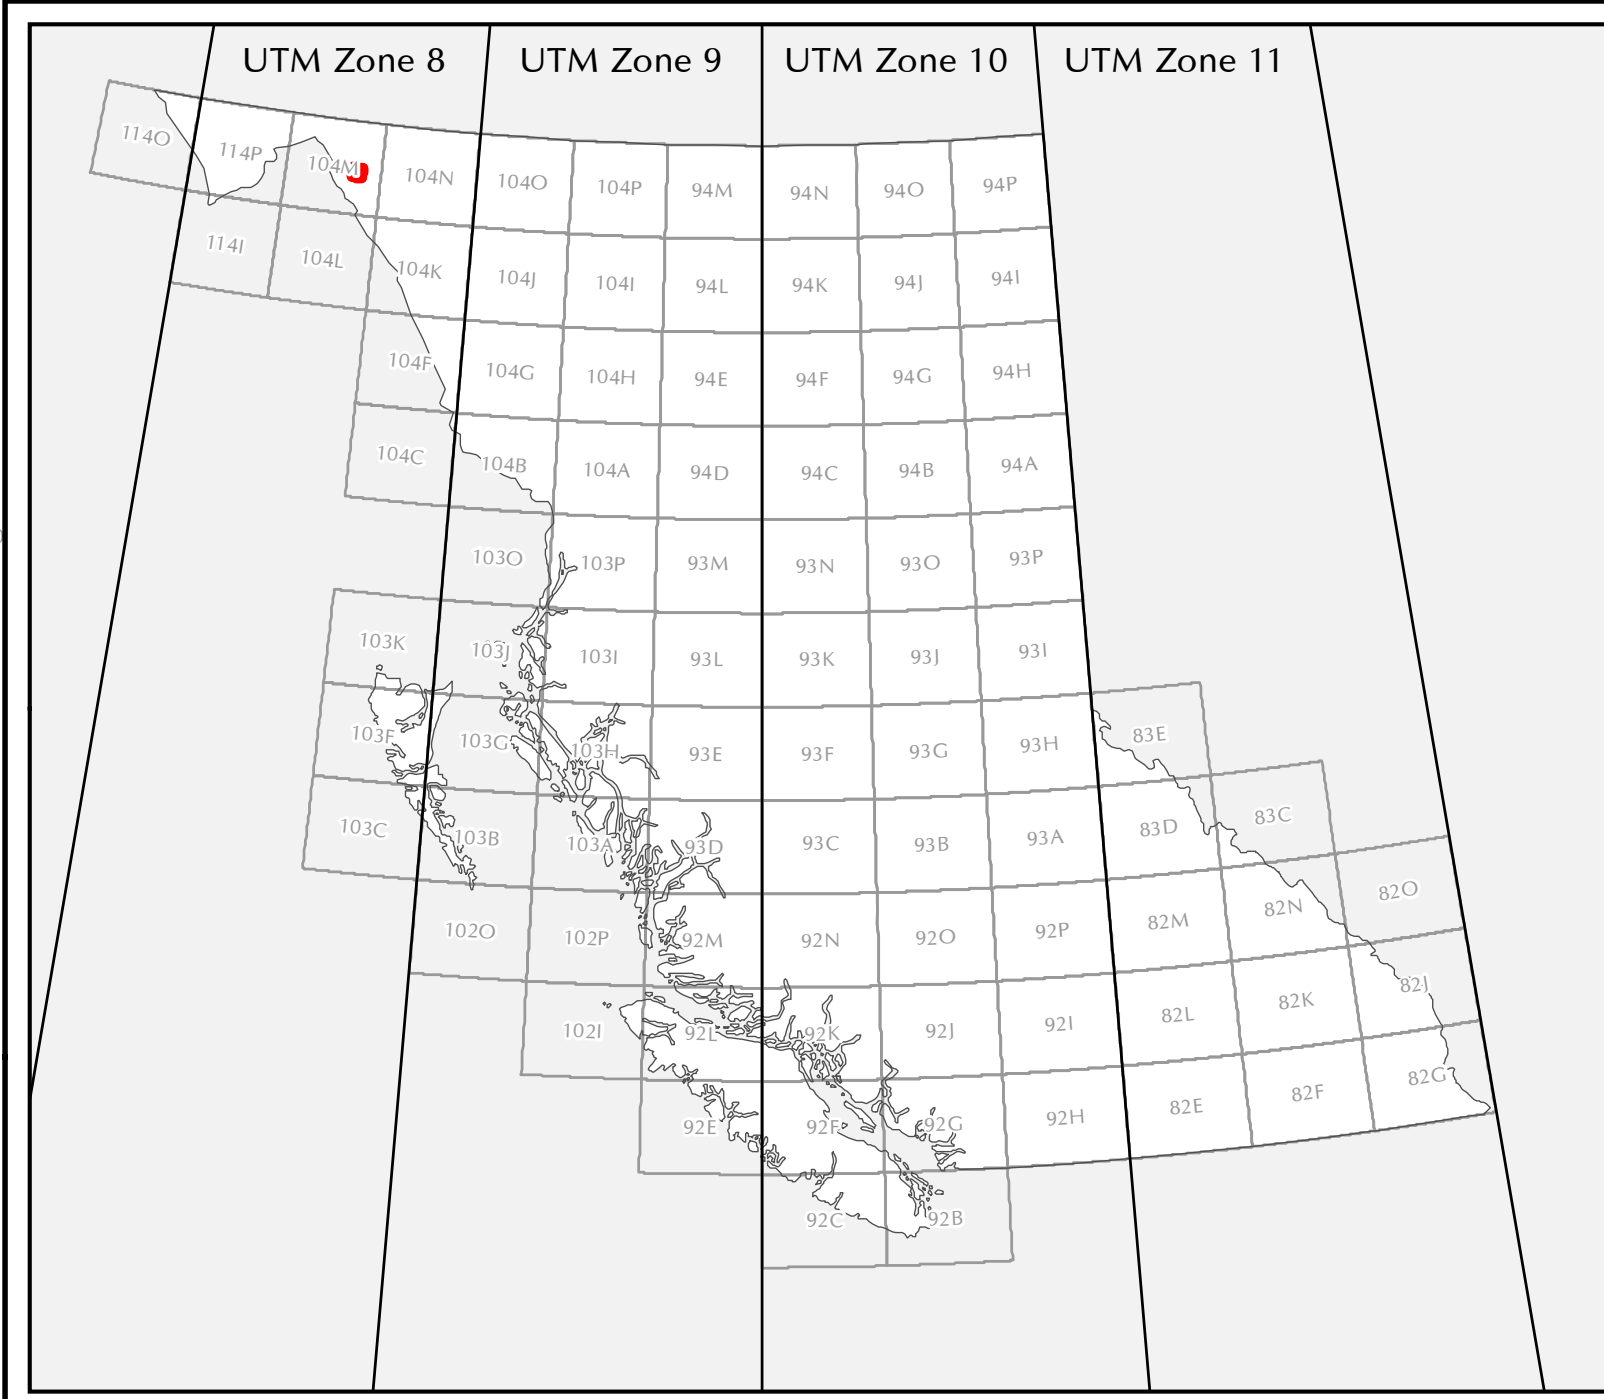 UTM Zone 8 UTM Zone 9 UTM Zone 10 UTM Zone 11
114O 114P 104M 104N 104O 104P 94M 94N 94O 94P
114I 104L 104K 104J 104I 94L 94K 94J 94I
104F 104G 104H 94E 94F 94G 94H
104C 104B 104A 94D 94C 94B 94A
103O 103P 93M 93N 93O 93P
103K 103J 103I 93L 93K 93J 93I
103F 103G 103H 93E 93F 93G 93H 83E
103C 103B 103A 93D 93C 93B 93A 83D 83C
102O 102P 92M 92N 92O 92P 82M 82N 82O
102I 92L 92K 92J 92I 82L 82K 82J
92E 92F 92G 92H 82E 82F 82G
92C 92B